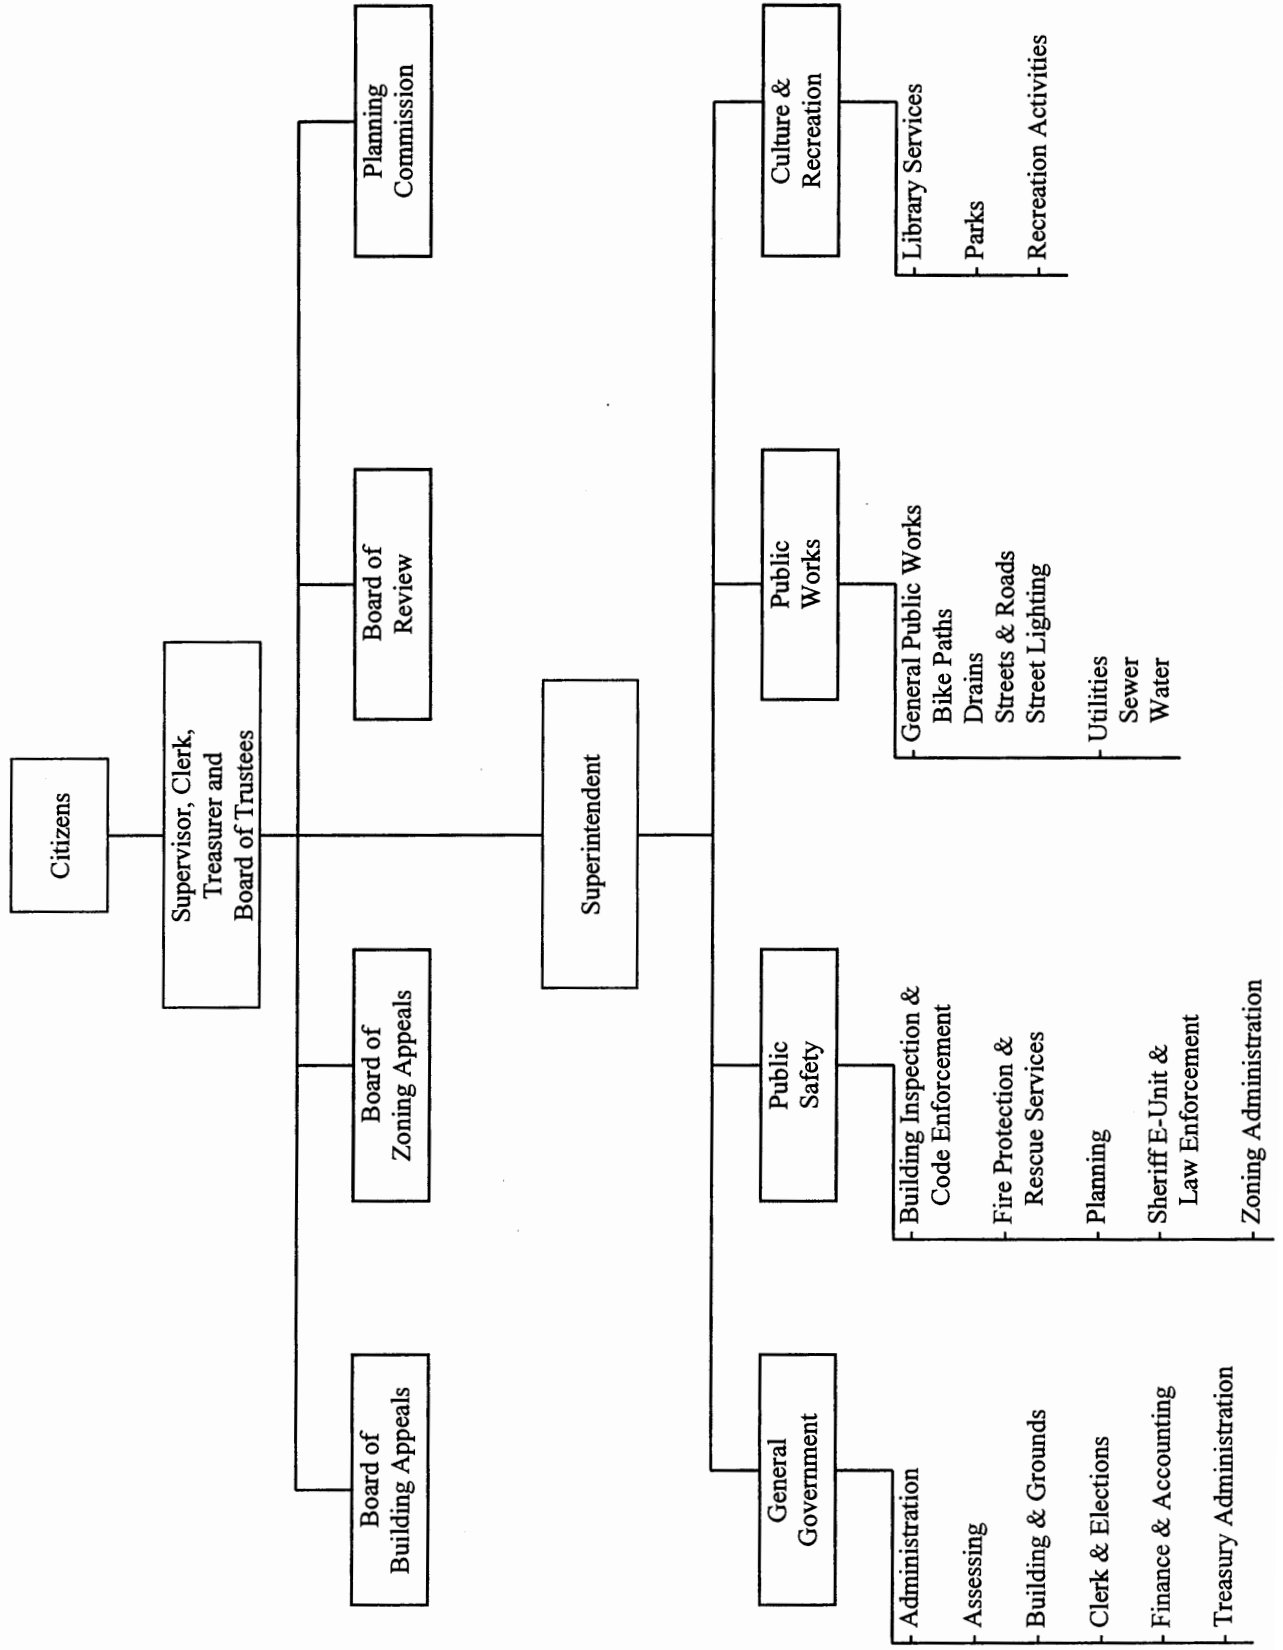 Citizens
Supervisor, Clerk,
Treasurer and
Board of Trustees
Board of
Building Appeals
Board of
Zoning Appeals
Board of
Review
Planning
Commission
Superintendent
General
Government
Administration
Assessing
Building & Grounds
Clerk & Elections
Finance & Accounting
Treasury Administration
Public
Safety
Building Inspection &
Code Enforcement
Fire Protection &
Rescue Services
Planning
Sheriff E-Unit &
Law Enforcement
Zoning Administration
Public
Works
General Public Works
Bike Paths
Drains
Streets & Roads
Street Lighting
Utilities
Sewer
Water
Culture &
Recreation
Library Services
Parks
Recreation Activities